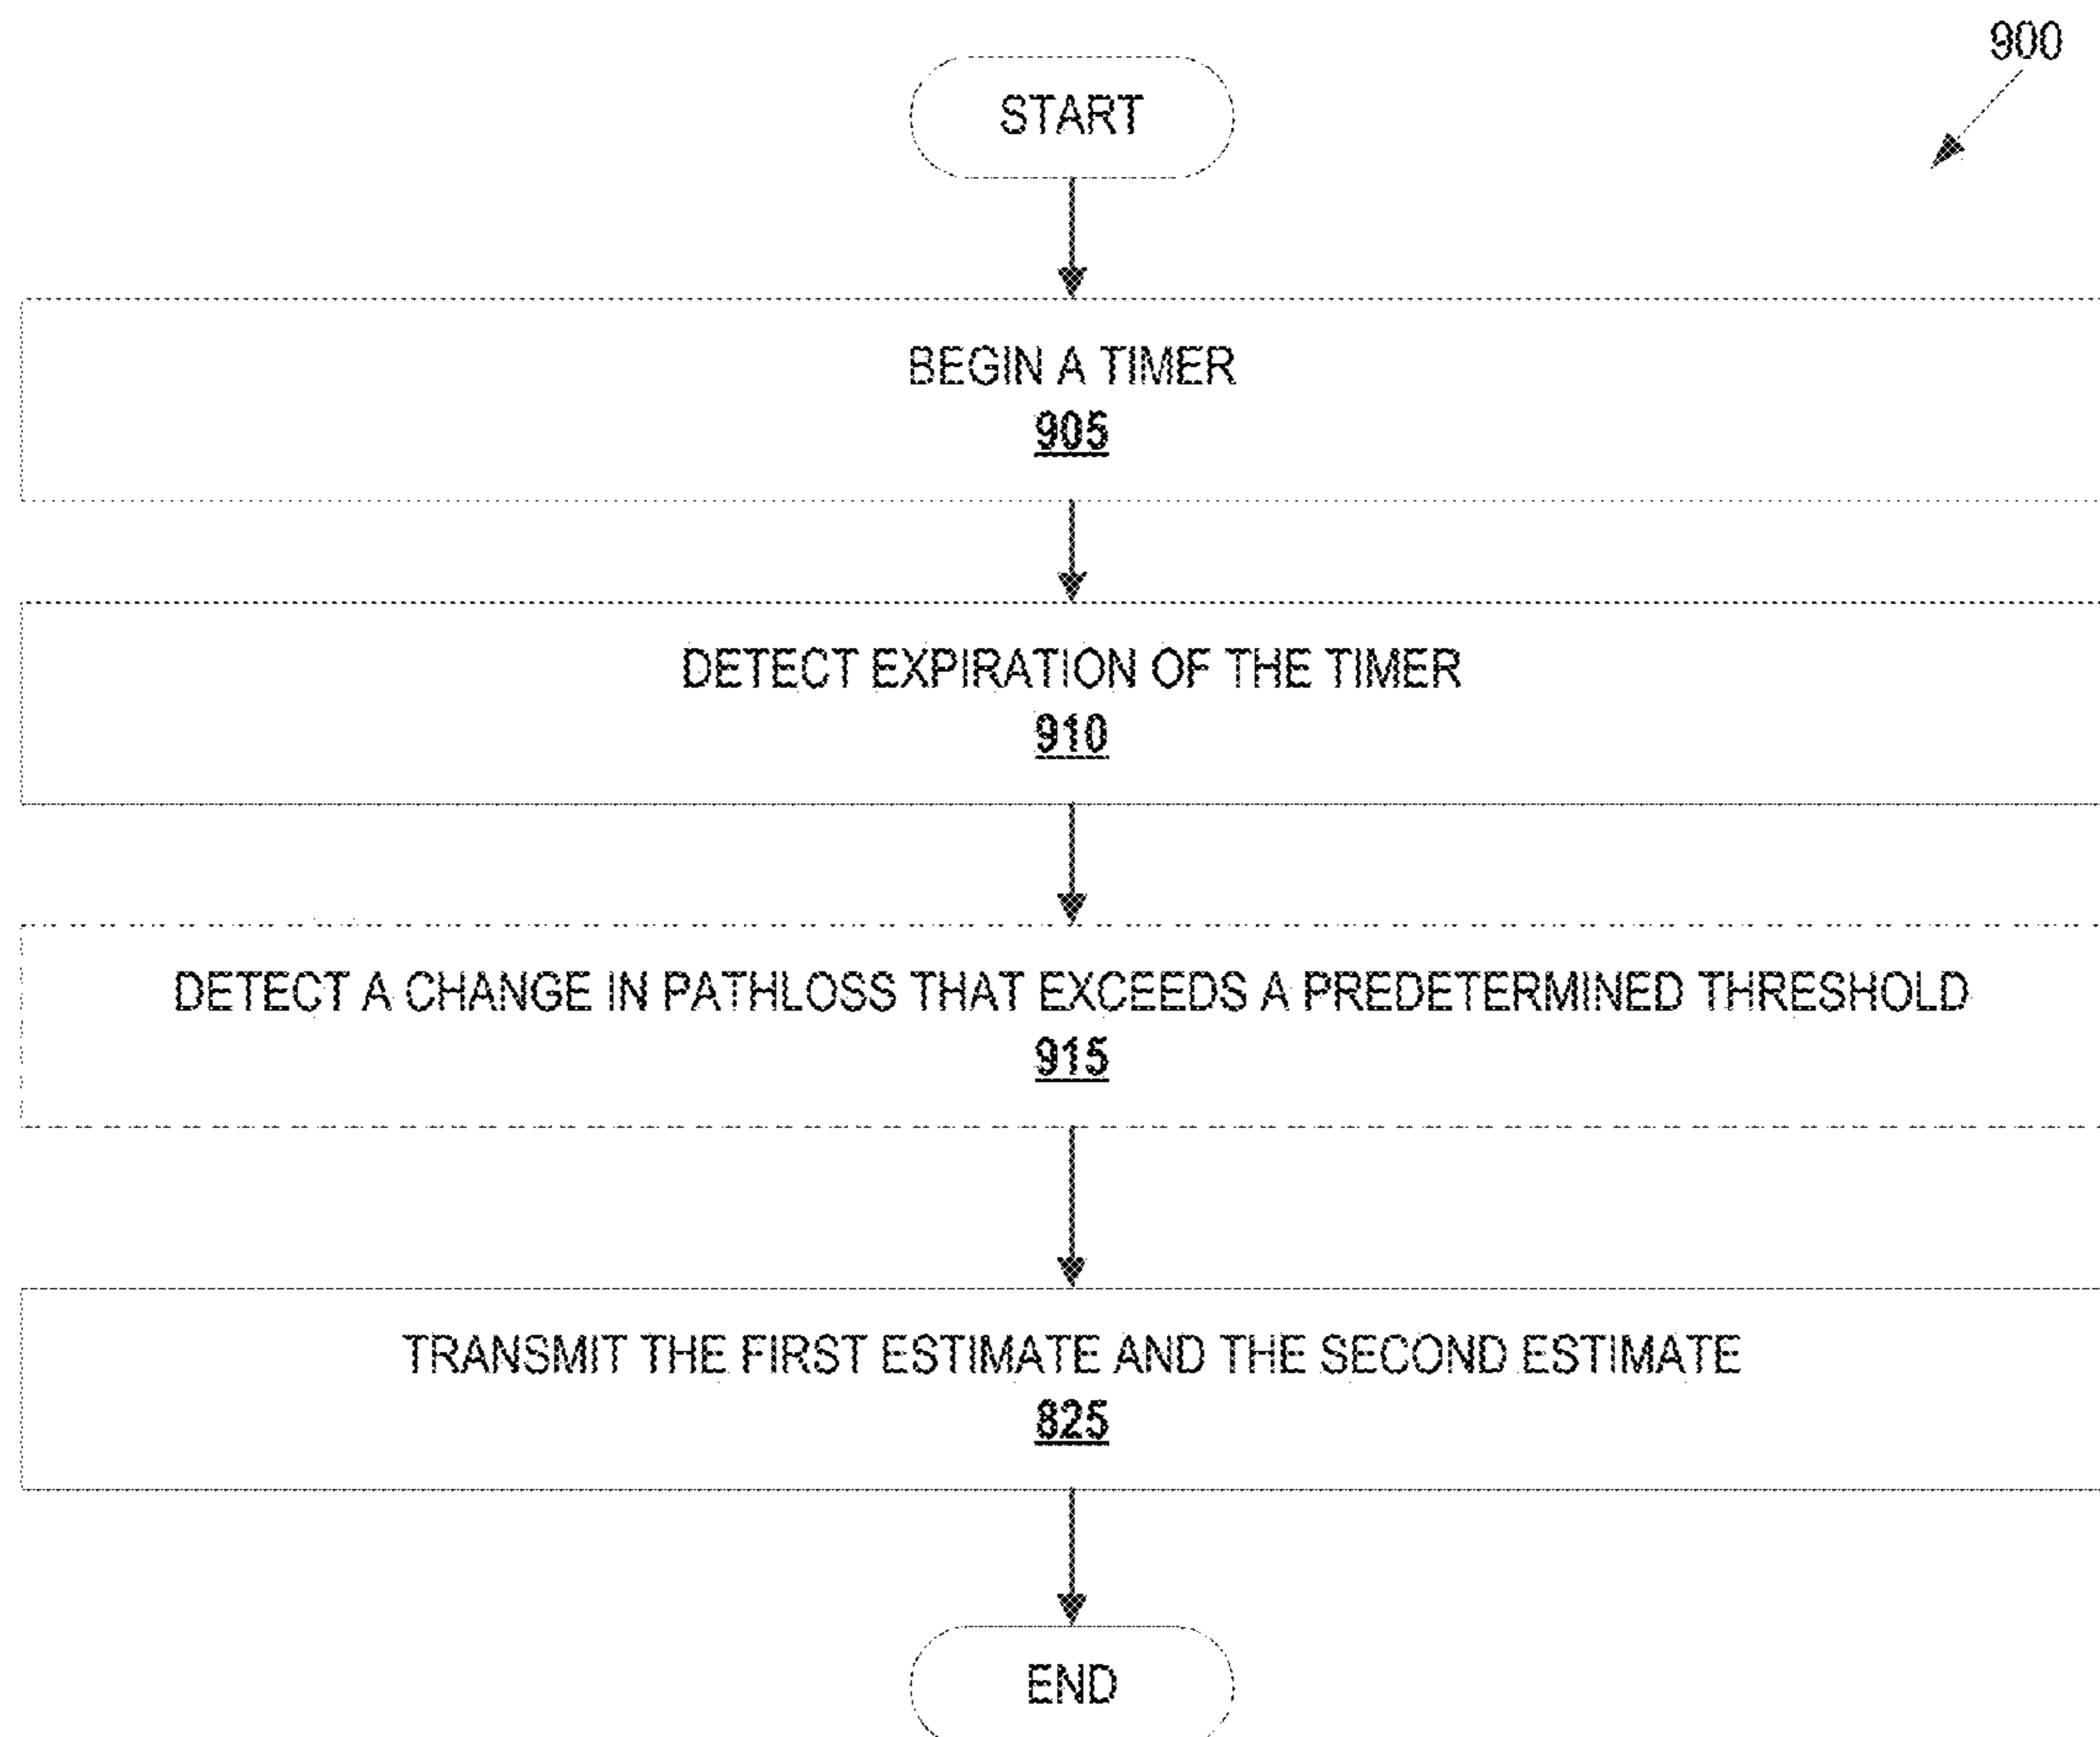 900
START
BEGIN A TIMER
905
DETECT EXPIRATION OF THE TIMER
910
DETECT A CHANGE IN PATHLOSS THAT EXCEEDS A PREDETERMINED THRESHOLD
915
TRANSMIT THE FIRST ESTIMATE AND THE SECOND ESTIMATE
825
END